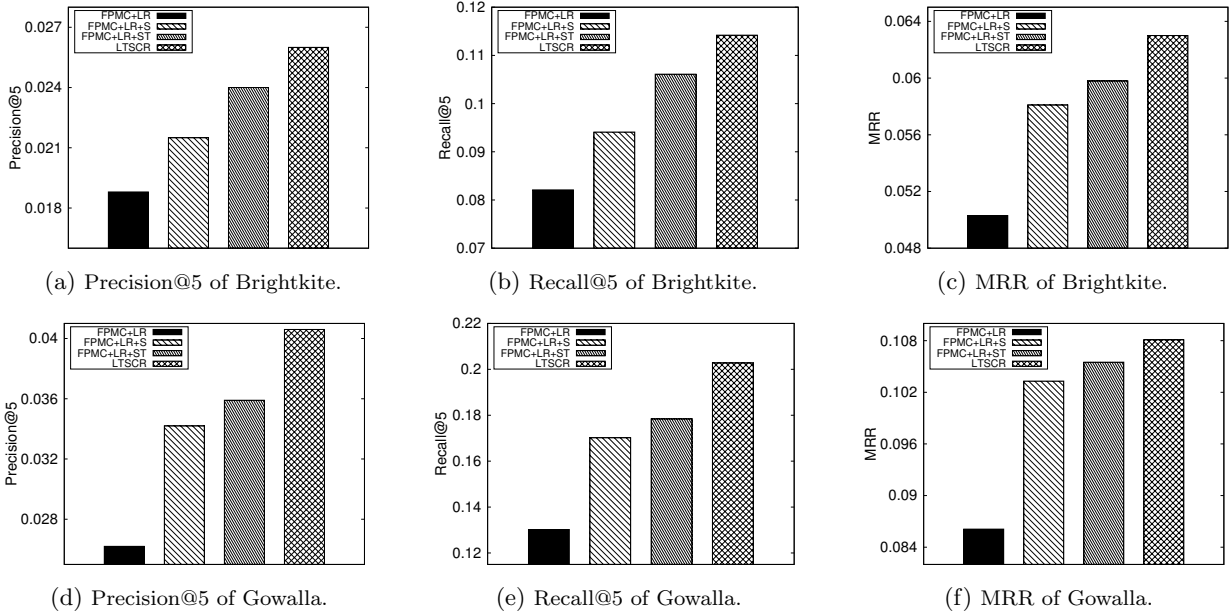 0.027
0.024
0.021
0.018
Precision@5
FPMC+LR
FPMC+LR+S
FPMC+LR+ST
LTSCR
(a) Precision@5 of Brightkite.
0.12
0.11
0.1
0.09
0.08
0.07
Recall@5
FPMC+LR
FPMC+LR+S
FPMC+LR+ST
LTSCR
(b) Recall@5 of Brightkite.
0.064
0.06
0.056
0.052
0.048
MRR
FPMC+LR
FPMC+LR+S
FPMC+LR+ST
LTSCR
(c) MRR of Brightkite.
0.04
0.036
0.032
0.028
Precision@5
FPMC+LR
FPMC+LR+S
FPMC+LR+ST
LTSCR
(d) Precision@5 of Gowalla.
0.22
0.2
0.18
0.16
0.14
0.12
Recall@5
FPMC+LR
FPMC+LR+S
FPMC+LR+ST
LTSCR
(e) Recall@5 of Gowalla.
0.108
0.102
0.096
0.09
0.084
MRR
FPMC+LR
FPMC+LR+S
FPMC+LR+ST
LTSCR
(f) MRR of Gowalla.